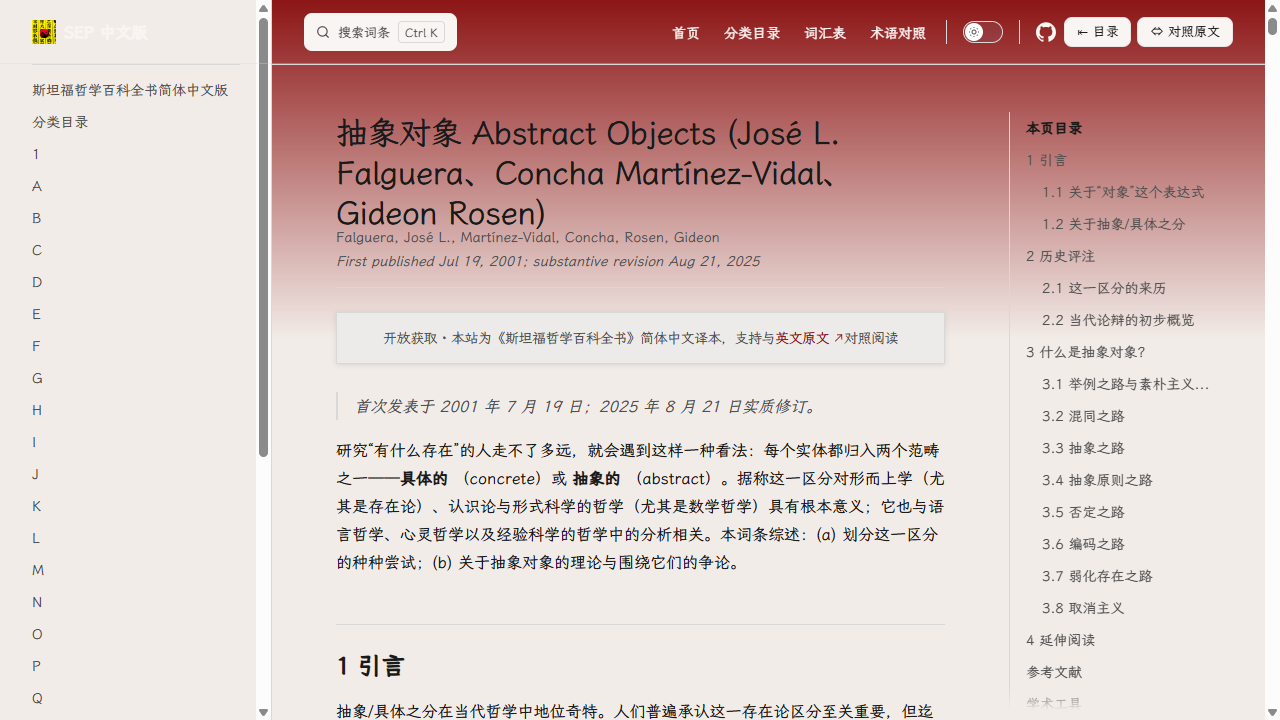 SEP 中文版
斯坦福哲学百科全书简体中文版
分类目录
1
A
B
C
D
E
F
G
H
I
J
K
L
M
N
O
P
Q
搜索词条 Ctrl K
首页 分类目录 词汇表 术语对照
⇤ 目录 ⇔ 对照原文
抽象对象 Abstract Objects (José L.
Falguera、Concha Martínez-Vidal、
Gideon Rosen)
Falguera, José L., Martínez-Vidal, Concha, Rosen, Gideon
First published Jul 19, 2001; substantive revision Aug 21, 2025
开放获取・本站为《斯坦福哲学百科全书》简体中文译本，支持与英文原文 ↗对照阅读
首次发表于 2001 年 7 月 19 日；2025 年 8 月 21 日实质修订。
研究“有什么存在”的人走不了多远，就会遇到这样一种看法：每个实体都归入两个范畴
之一——具体的 （concrete）或 抽象的 （abstract）。据称这一区分对形而上学（尤
其是存在论）、认识论与形式科学的哲学（尤其是数学哲学）具有根本意义；它也与语
言哲学、心灵哲学以及经验科学的哲学中的分析相关。本词条综述：(a) 划分这一区分
的种种尝试；(b) 关于抽象对象的理论与围绕它们的争论。
1 引言
抽象/具体之分在当代哲学中地位奇特。人们普遍承认这一存在论区分至关重要，但迄
本页目录
1 引言
1.1 关于“对象”这个表达式
1.2 关于抽象/具体之分
2 历史评注
2.1 这一区分的来历
2.2 当代论辩的初步概览
3 什么是抽象对象？
3.1 举例之路与素朴主义...
3.2 混同之路
3.3 抽象之路
3.4 抽象原则之路
3.5 否定之路
3.6 编码之路
3.7 弱化存在之路
3.8 取消主义
4 延伸阅读
参考文献
学术工具